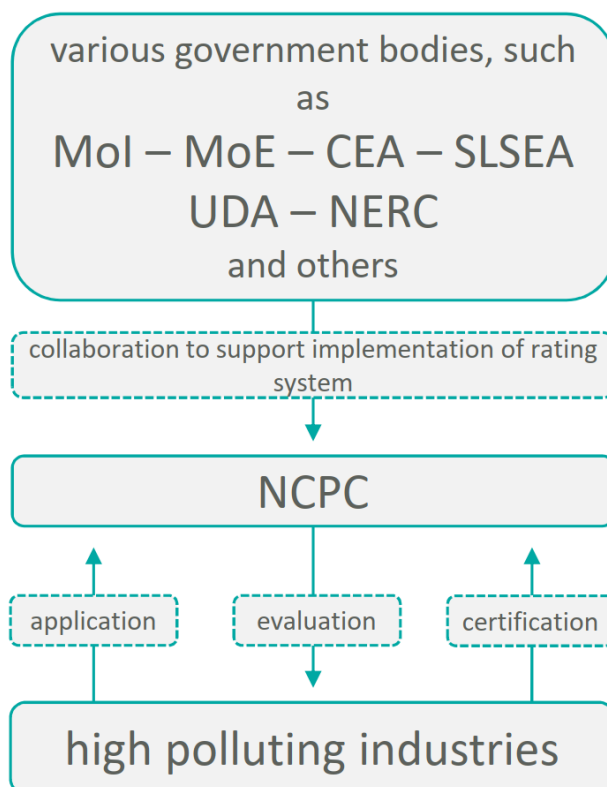 various government bodies, such
as
MoI – MoE – CEA – SLSEA
UDA – NERC
and others
collaboration to support implementation of rating
system
NCPC
application
evaluation
certification
high polluting industries